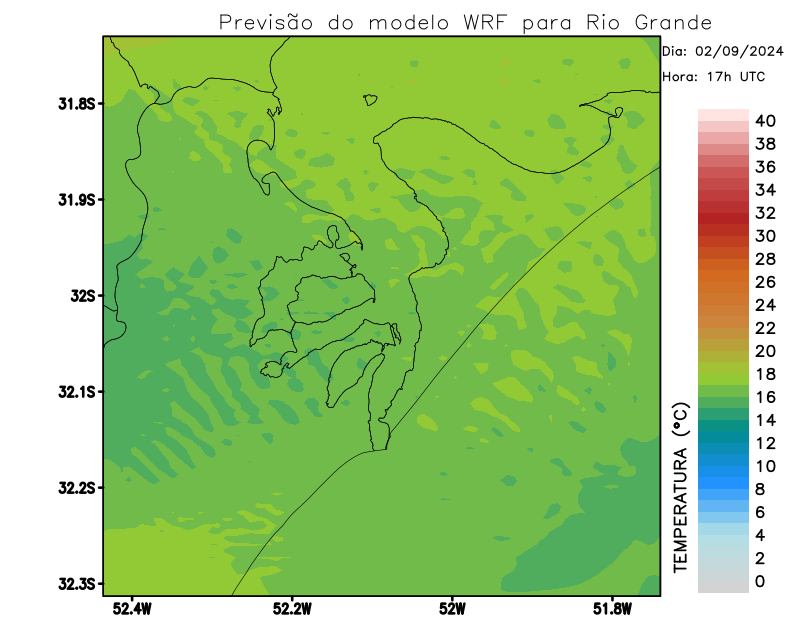 Previsão do modelo WRF para Rio Grande
Dia: 02/09/2024
Hora: 17h UTC
31.8S
31.9S
32S
32.1S
32.2S
32.3S
52.4W
52.2W
52W
51.8W
TEMPERATURA (°C)
40
38
36
34
32
30
28
26
24
22
20
18
16
14
12
10
8
6
4
2
0